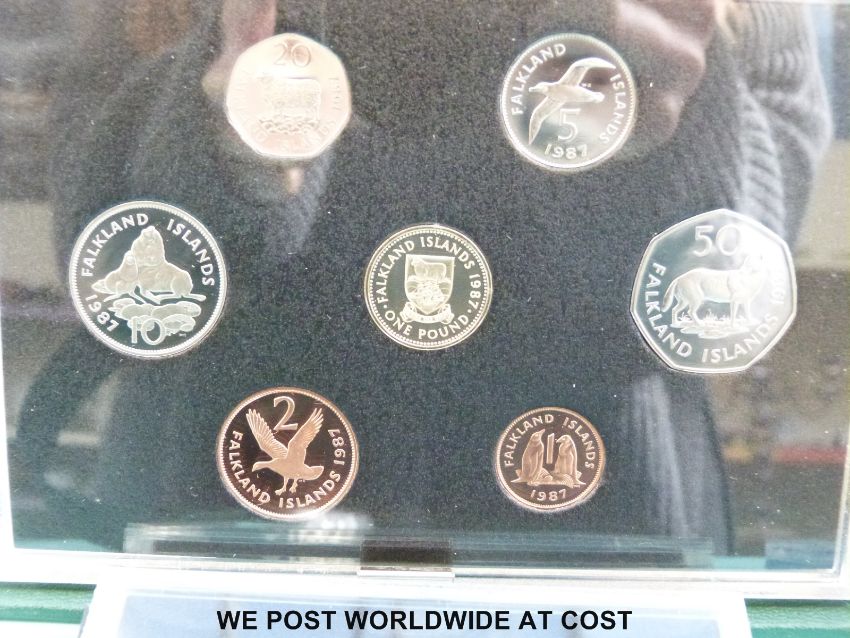 20
FALKLAND ISLANDS
5
1987
FALKLAND ISLANDS
1987
10
FALKLAND ISLANDS 1987
ONE POUND
50
FALKLAND ISLANDS
2
FALKLAND ISLANDS 1987
FALKLAND ISLANDS
1
1987
WE POST WORLDWIDE AT COST